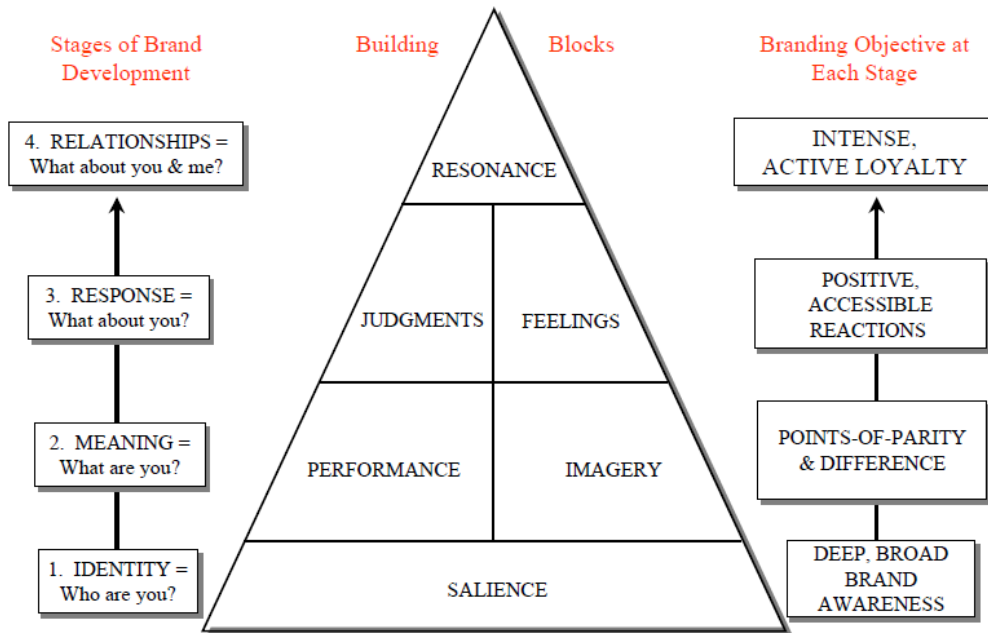 Stages of Brand
Development
Building
Blocks
Branding Objective at
Each Stage
4. RELATIONSHIPS =
What about you & me?
RESONANCE
INTENSE,
ACTIVE LOYALTY
3. RESPONSE =
What about you?
JUDGMENTS
FEELINGS
POSITIVE,
ACCESSIBLE
REACTIONS
2. MEANING =
What are you?
PERFORMANCE
IMAGERY
POINTS-OF-PARITY
& DIFFERENCE
1. IDENTITY =
Who are you?
SALIENCE
DEEP, BROAD
BRAND
AWARENESS